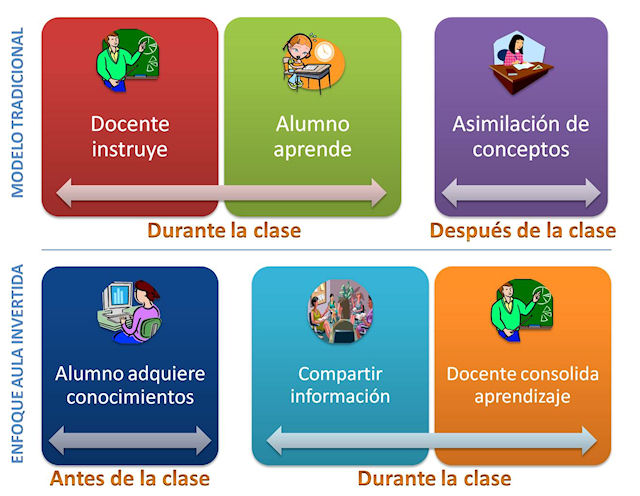 MODELO TRADICIONAL
Docente
instruye
Alumno
aprende
Asimilación de
conceptos
Durante la clase
Después de la clase
ENFOQUE AULA INVERTIDA
Alumno adquiere
conocimientos
Compartir
información
Docente consolida
aprendizaje
Antes de la clase
Durante la clase